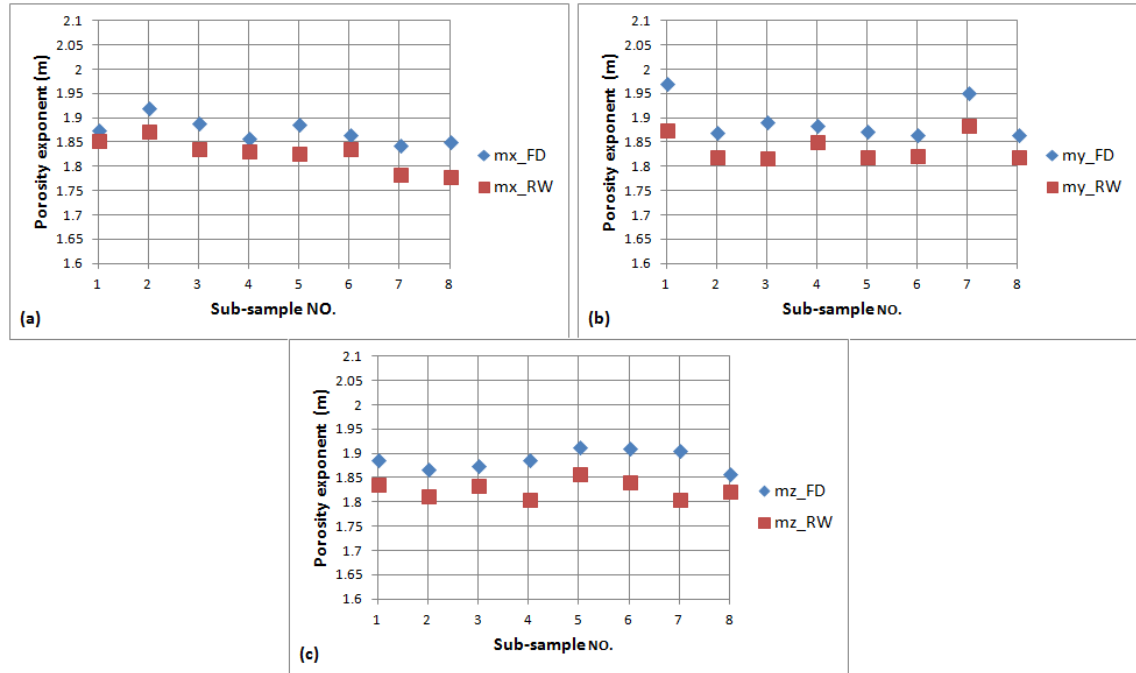 2.1
2.05
2
1.95
1.9
1.85
1.8
1.75
1.7
1.65
1.6
Porosity exponent (m)
1 2 3 4 5 6 7 8
Sub-sample NO.
mx_FD
mx_RW
(a)
2.1
2.05
2
1.95
1.9
1.85
1.8
1.75
1.7
1.65
1.6
Porosity exponent (m)
1 2 3 4 5 6 7 8
Sub-sample NO.
my_FD
my_RW
(b)
2.1
2.05
2
1.95
1.9
1.85
1.8
1.75
1.7
1.65
1.6
Porosity exponent (m)
1 2 3 4 5 6 7 8
Sub-sample NO.
mz_FD
mz_RW
(c)